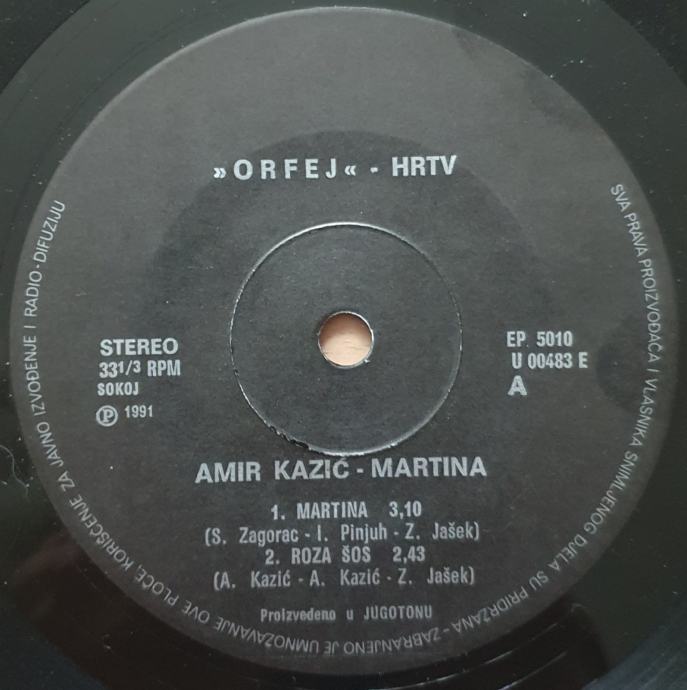 »ORFEJ« - HRTV
STEREO
33 1/3 RPM
SOKOJ
Ⓟ 1991
EP. 5010
U 00483 E
A
AMIR KAZIĆ - MARTINA
1. MARTINA 3,10
(S. Zagorac - I. Pinjuh - Z. Jašek)
2. ROZA ŠOS 2,43
(A. Kazić - A. Kazić - Z. Jašek)
Proizvedeno u JUGOTONU
SVA PRAVA PROIZVOĐAČA I VLASNIKA SNIMLJENOG DJELA SU PRIDRŽANA - ZABRANJENO JE UMNOŽAVANJE OVE PLOČE, KORIŠĆENJE ZA JAVNO IZVOĐENJE I RADIO-DIFUZIJU